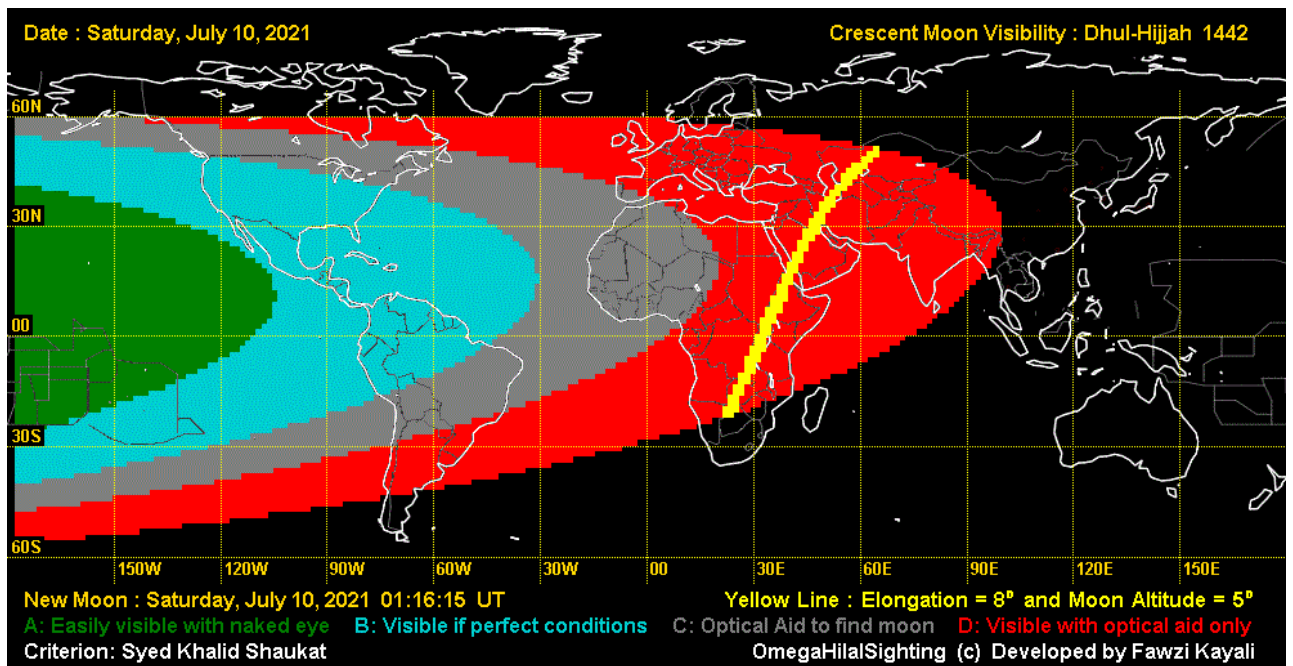 Date : Saturday, July 10, 2021
Crescent Moon Visibility : Dhul-Hijjah 1442
60N
30N
00
30S
60S
150W 120W 90W 60W 30W 00 30E 60E 90E 120E 150E
New Moon : Saturday, July 10, 2021 01:16:15 UT
Yellow Line : Elongation = 8° and Moon Altitude = 5°
A: Easily visible with naked eye B: Visible if perfect conditions C: Optical Aid to find moon D: Visible with optical aid only
Criterion: Syed Khalid Shaukat
OmegaHilalSighting (c) Developed by Fawzi Kayali